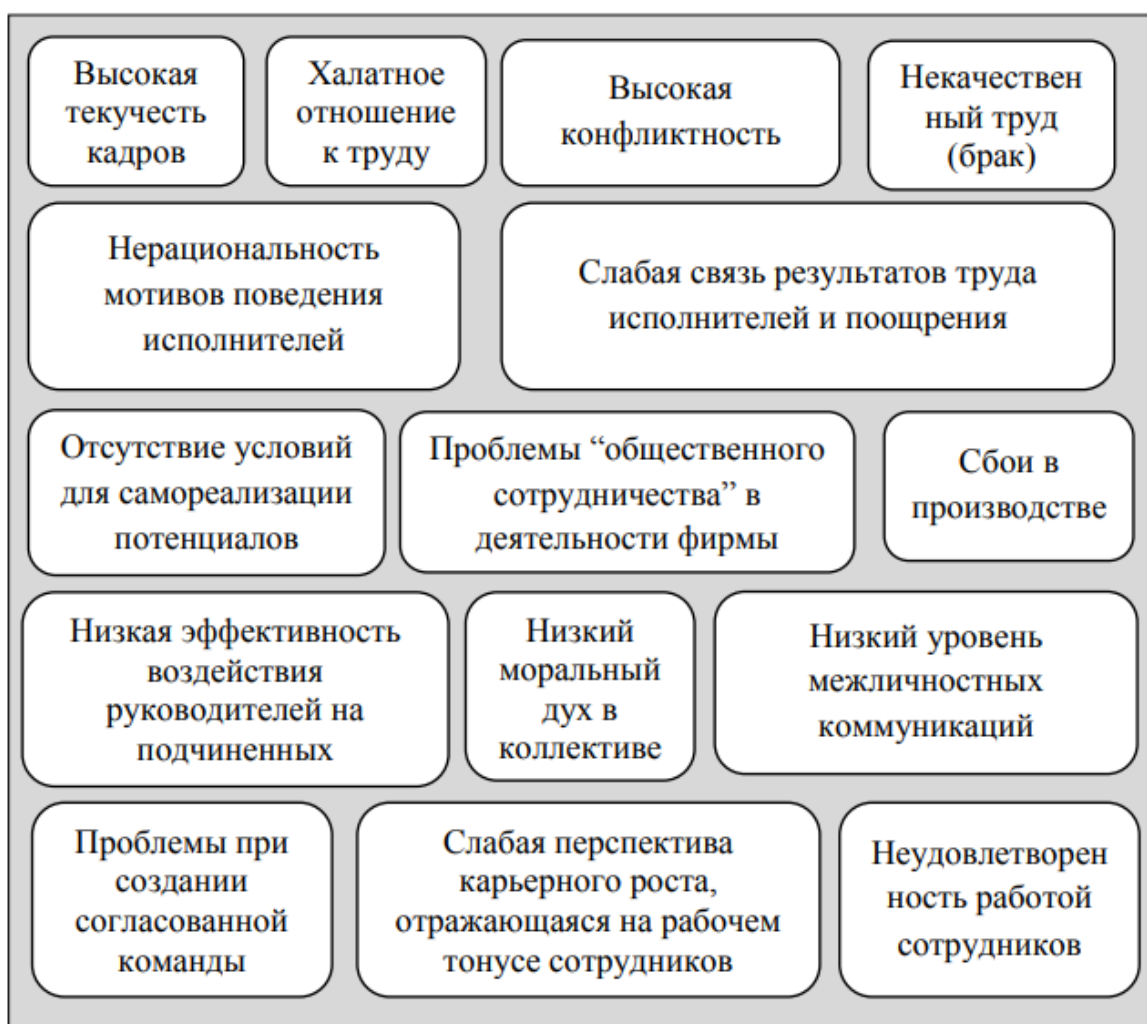 Высокая
текучесть
кадров
Халатное
отношение
к труду
Высокая
конфликтность
Некачествен
ный труд
(брак)
Нерациональность
мотивов поведения
исполнителей
Слабая связь результатов труда
исполнителей и поощрения
Отсутствие условий
для самореализации
потенциалов
Проблемы “общественного
сотрудничества” в
деятельности фирмы
Сбои в
производстве
Низкая эффективность
воздействия
руководителей на
подчиненных
Низкий
моральный
дух в
коллективе
Низкий уровень
межличностных
коммуникаций
Проблемы при
создании
согласованной
команды
Слабая перспектива
карьерного роста,
отражающаяся на рабочем
тонусе сотрудников
Неудовлетворен
ность работой
сотрудников